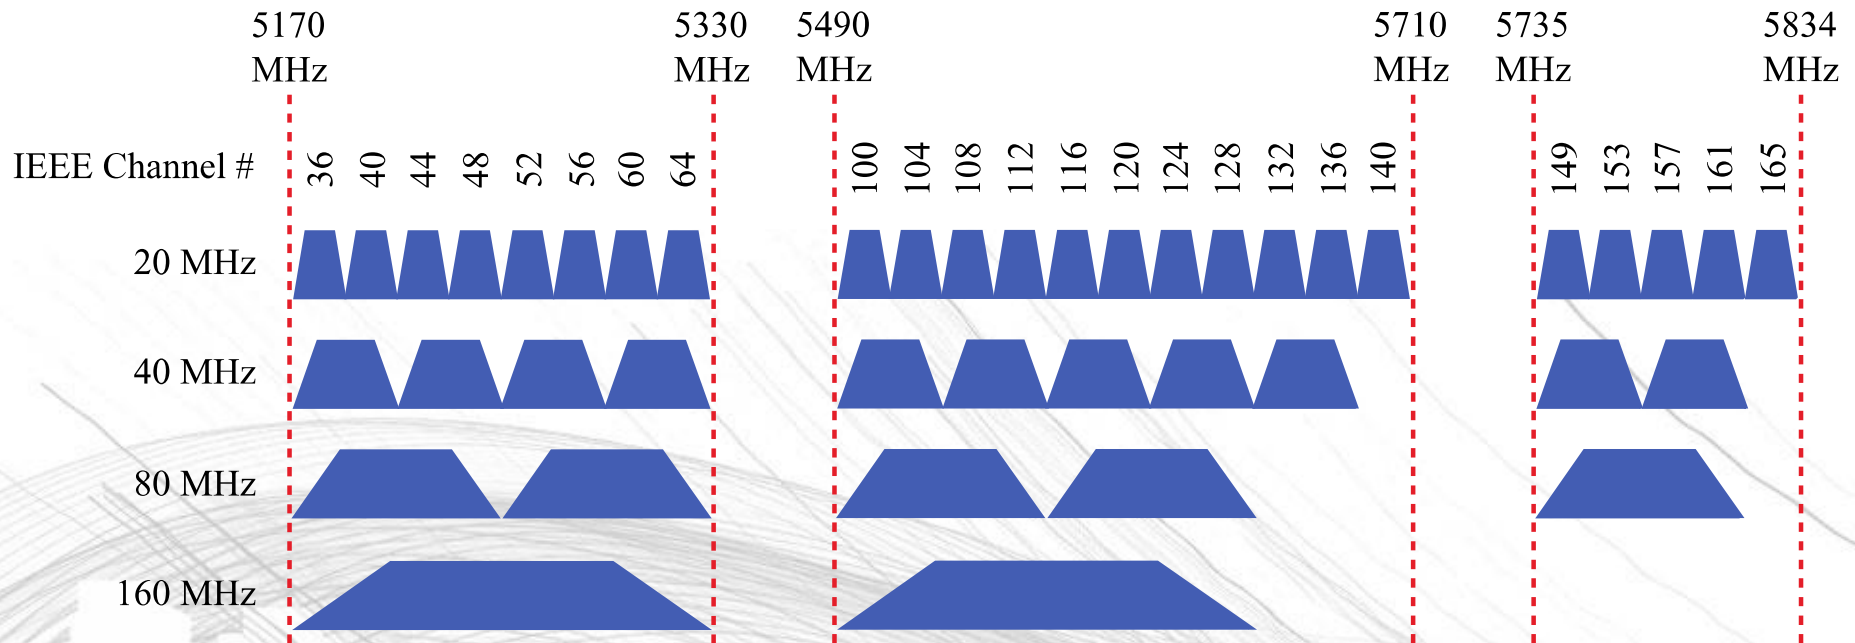 5170 5330 5490 5710 5735 5834
MHz MHz MHz MHz MHz MHz
IEEE Channel # 36 40 44 48 52 56 60 64 100 104 108 112 116 120 124 128 132 136 140 149 153 157 161 165
20 MHz
40 MHz
80 MHz
160 MHz